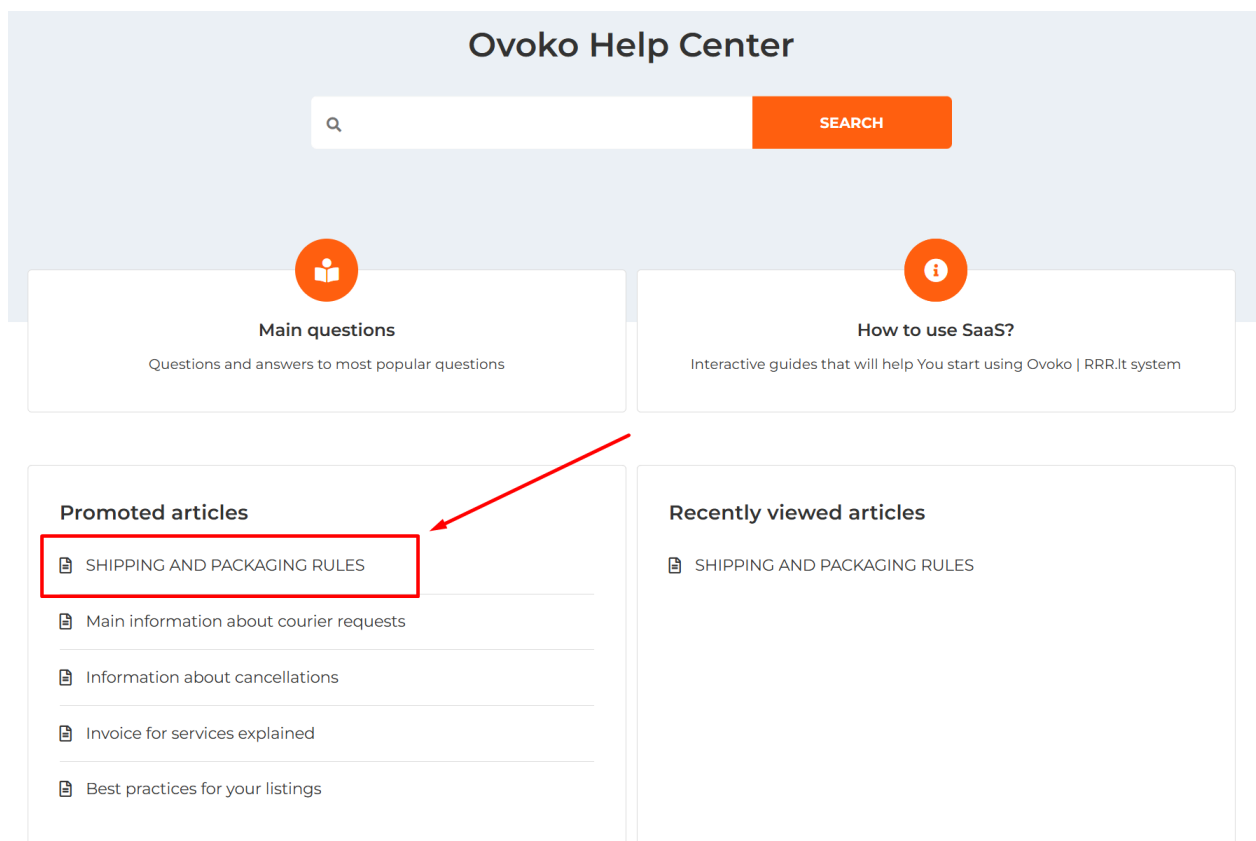 Ovoko Help Center
SEARCH
Main questions
Questions and answers to most popular questions
How to use SaaS?
Interactive guides that will help You start using Ovoko | RRR.lt system
Promoted articles
SHIPPING AND PACKAGING RULES
Main information about courier requests
Information about cancellations
Invoice for services explained
Best practices for your listings
Recently viewed articles
SHIPPING AND PACKAGING RULES